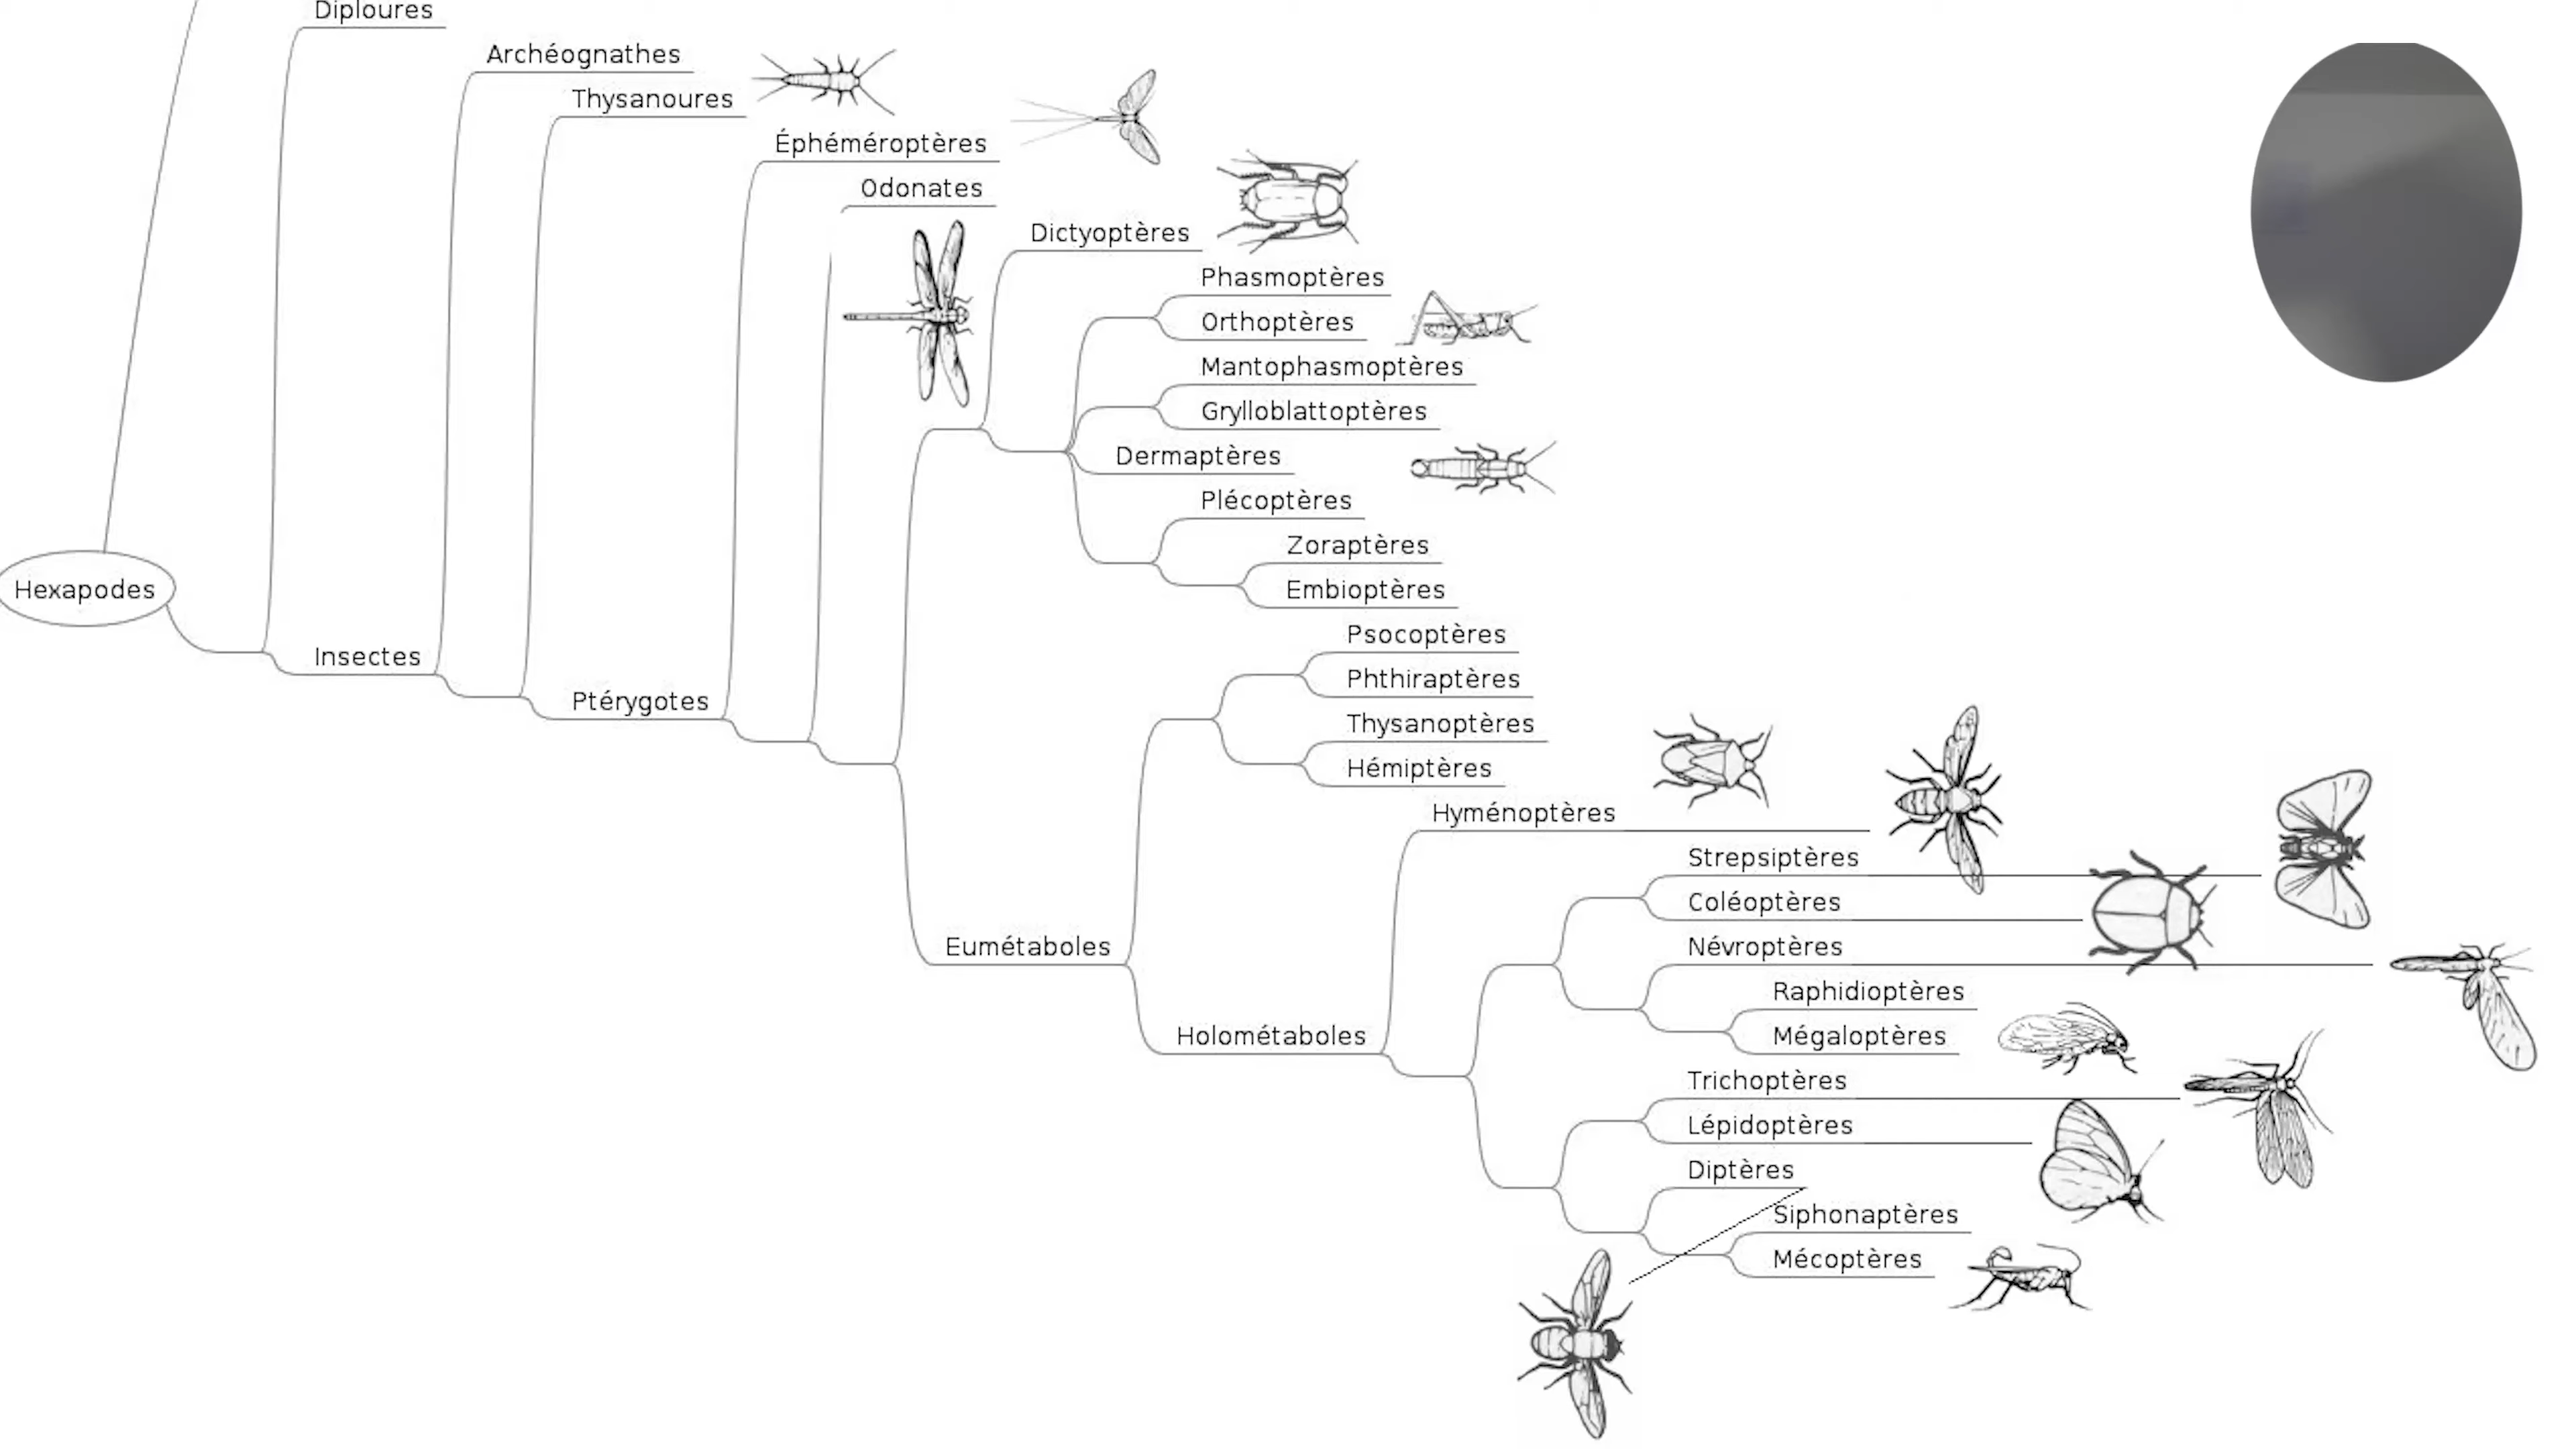 Diploures
Archéognathes
Thysanoures
Éphéméroptères
Odonates
Dictyoptères
Phasmoptères
Orthoptères
Mantophasmoptères
Grylloblattoptères
Dermaptères
Plécoptères
Zoraptères
Hexapodes
Embioptères
Psocoptères
Insectes
Phthiraptères
Ptérygotes
Thysanoptères
Hémiptères
Hyménoptères
Strepsiptères
Coléoptères
Eumétaboles
Névroptères
Raphidioptères
Holométaboles
Mégaloptères
Trichoptères
Lépidoptères
Diptères
Siphonaptères
Mécoptères